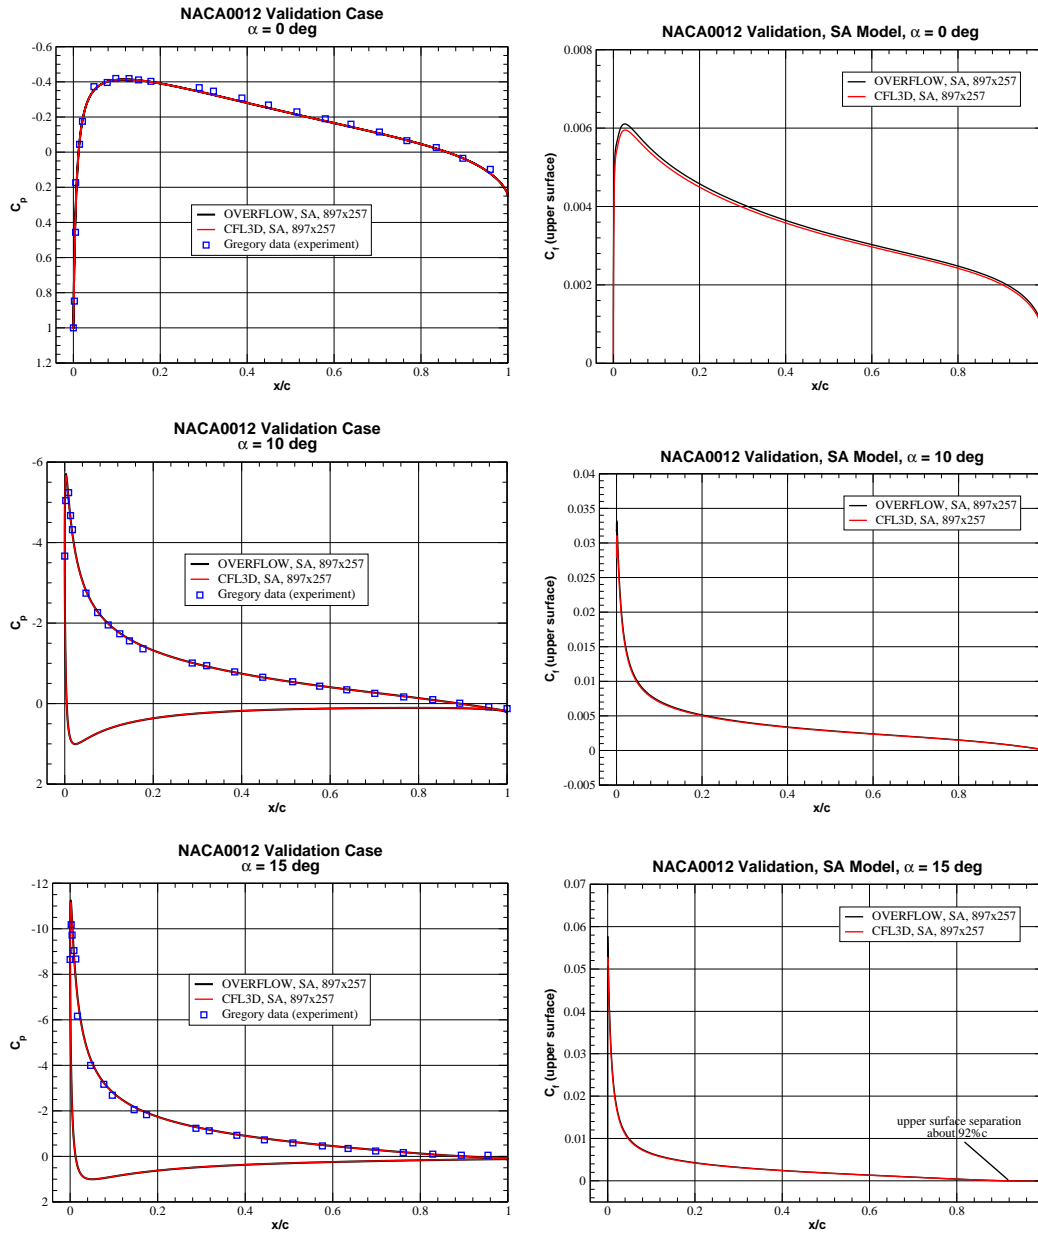 NACA0012 Validation Case
α = 0 deg
-0.6
-0.4
-0.2
0
0.2
0.4
0.6
0.8
1
1.2
Cp
OVERFLOW, SA, 897x257
CFL3D, SA, 897x257
Gregory data (experiment)
0 0.2 0.4 0.6 0.8 1
x/c
NACA0012 Validation, SA Model, α = 0 deg
0.008
0.006
0.004
0.002
0
Cf (upper surface)
OVERFLOW, SA, 897x257
CFL3D, SA, 897x257
0 0.2 0.4 0.6 0.8
x/c
NACA0012 Validation Case
α = 10 deg
-6
-4
-2
0
2
Cp
OVERFLOW, SA, 897x257
CFL3D, SA, 897x257
Gregory data (experiment)
0 0.2 0.4 0.6 0.8 1
x/c
NACA0012 Validation, SA Model, α = 10 deg
0.04
0.035
0.03
0.025
0.02
0.015
0.01
0.005
0
-0.005
Cf (upper surface)
OVERFLOW, SA, 897x257
CFL3D, SA, 897x257
0 0.2 0.4 0.6 0.8
x/c
NACA0012 Validation Case
α = 15 deg
-12
-10
-8
-6
-4
-2
0
2
Cp
OVERFLOW, SA, 897x257
CFL3D, SA, 897x257
Gregory data (experiment)
0 0.2 0.4 0.6 0.8 1
x/c
NACA0012 Validation, SA Model, α = 15 deg
0.07
0.06
0.05
0.04
0.03
0.02
0.01
0
Cf (upper surface)
OVERFLOW, SA, 897x257
CFL3D, SA, 897x257
upper surface separation
about 92%c
0 0.2 0.4 0.6 0.8
x/c